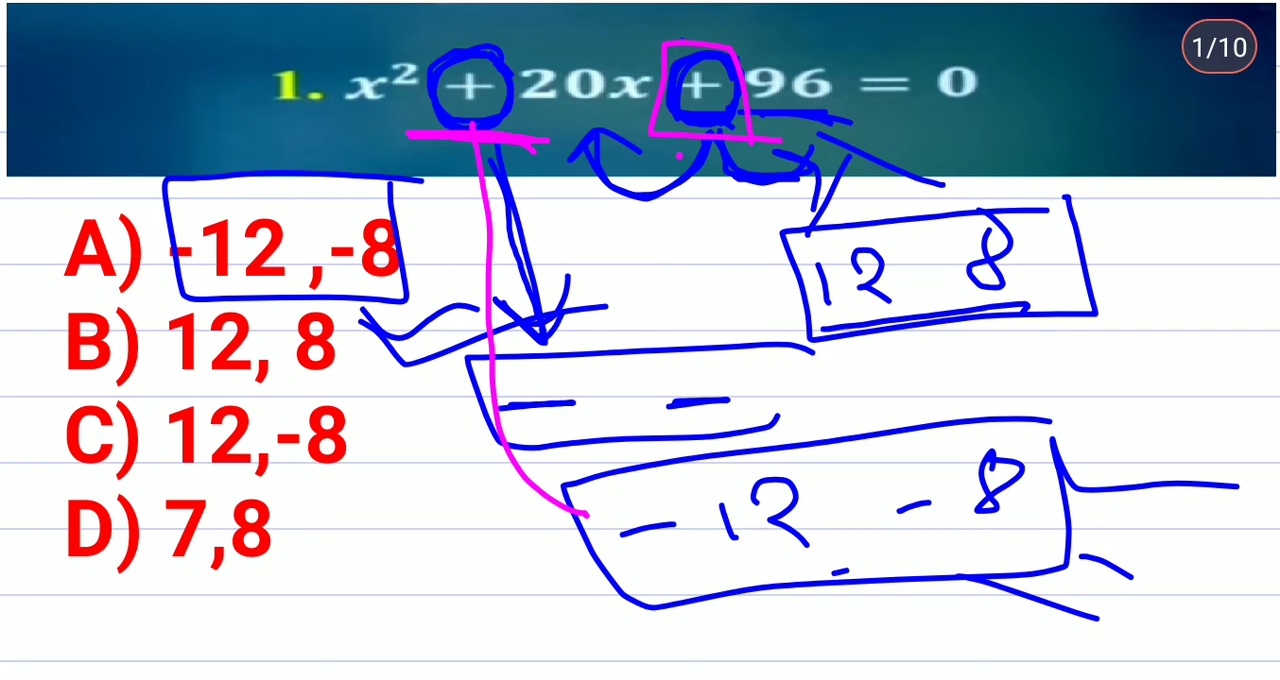 1/10
1. x² + 20x + 96 = 0
A) -12 ,-8
12 8
B) 12, 8
– –
C) 12,-8
– 12 – 8
D) 7,8